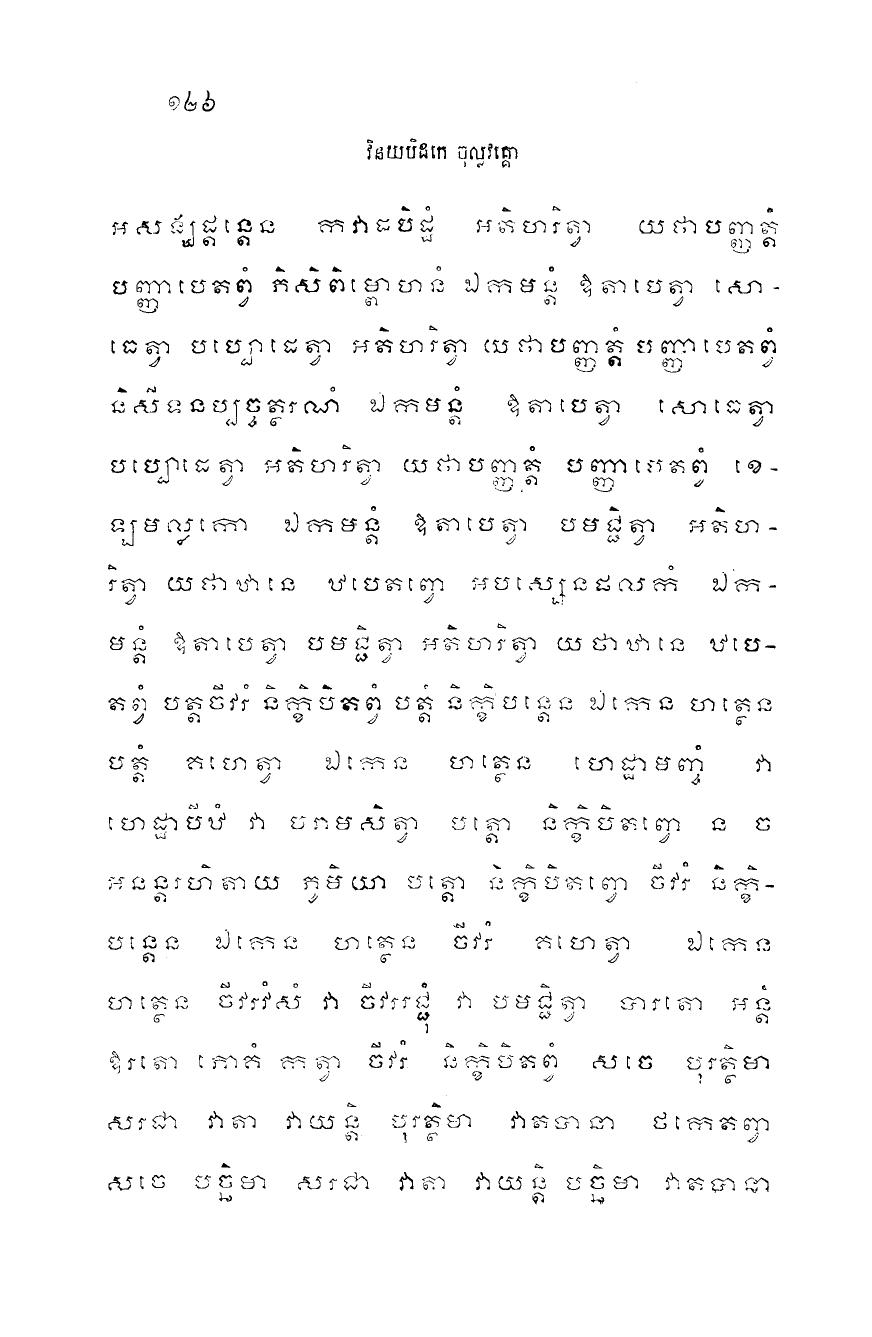 ១២៦
វិនយបិដកេ ចុល្លវគ្គោ
អសង្ឃដ្តន្តេន កវាដបិដ្ឋំ អតិហរិត្វា យថាបញ្ញត្តំ
បញ្ញាបេតព្វំ ភិសិពិម្ពោហនំ ឯកមន្តំ ឱតាបេត្វា សោ-
ធេត្វា បប្បោដេត្វា អតិហរិត្វា យថាបញ្ញត្តំ បញ្ញាបេតព្វំ
និសីទនប្បច្ចត្ថរណំ ឯកមន្តំ ឱតាបេត្វា សោធេត្វា
បប្បោដេត្វា អតិហរិត្វា យថាបញ្ញត្តំ បញ្ញាបេតព្វំ ខេ-
ឡមល្លកោ ឯកមន្តំ ឱតាបេត្វា បមជ្ជិត្វា អតិហ-
រិត្វា យថាឋានេ ឋបេតព្វោ អបស្សេនផលកំ ឯក-
មន្តំ ឱតាបេត្វា បមជ្ជិត្វា អតិហរិត្វា យថាឋានេ ឋបេ-
តព្វំ បត្តចីវរំ និក្ខិបិតព្វំ បត្តំ និក្ខិបន្តេន ឯកេន ហត្ថេន
បត្តំ គហេត្វា ឯកេន ហត្ថេន ហេដ្ឋាមញ្ចំ វា
ហេដ្ឋាបីឋំ វា បរាមសិត្វា បត្តោ និក្ខិបិតព្វោ ន ច
អនន្តរហិតាយ ភូមិយា បត្តោ និក្ខិបិតព្វោ ចីវរំ និក្ខិ-
បន្តេន ឯកេន ហត្ថេន ចីវរំ គហេត្វា ឯកេន
ហត្ថេន ចីវរវំសំ វា ចីវររជ្ជុំ វា បមជ្ជិត្វា បារតោ អន្តំ
ឱរតោ ភោគំ កត្វា ចីវរំ និក្ខិបិតព្វំ សចេ បុរត្ថិមា
សរជា វាតា វាយន្តិ បុរត្ថិមា វាតបានា ថកេតព្វា
សចេ បច្ឆិមា សរជា វាតា វាយន្តិ បច្ឆិមា វាតបានា